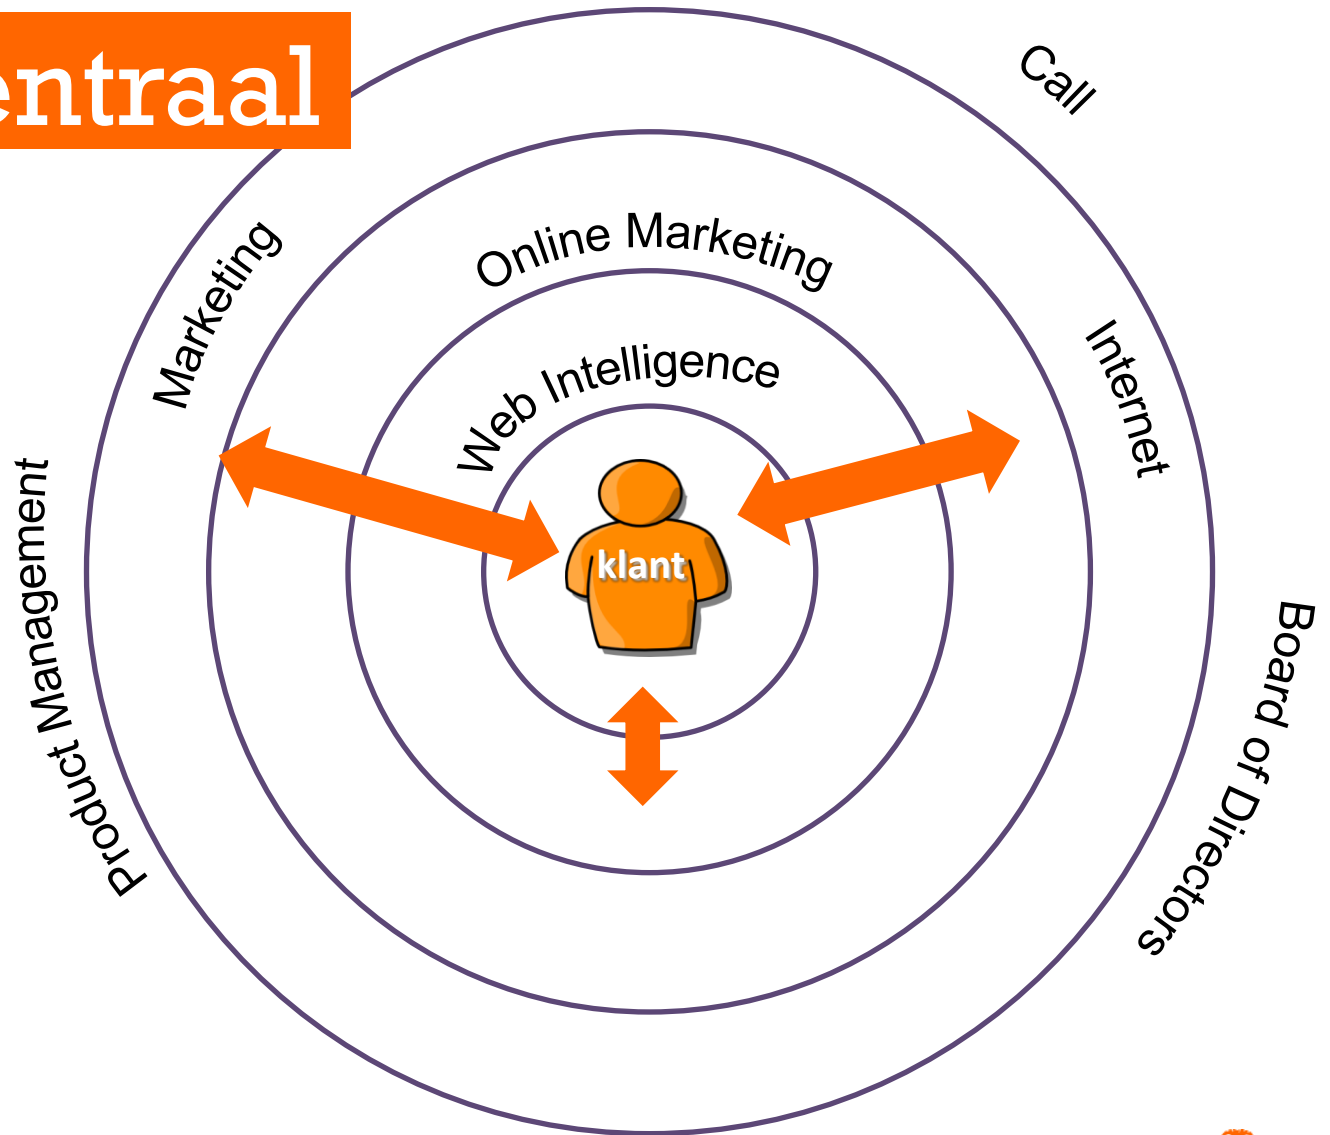 entraal
Call
Marketing
Online Marketing
Internet
Web Intelligence
klant
Product Management
Board of Directors